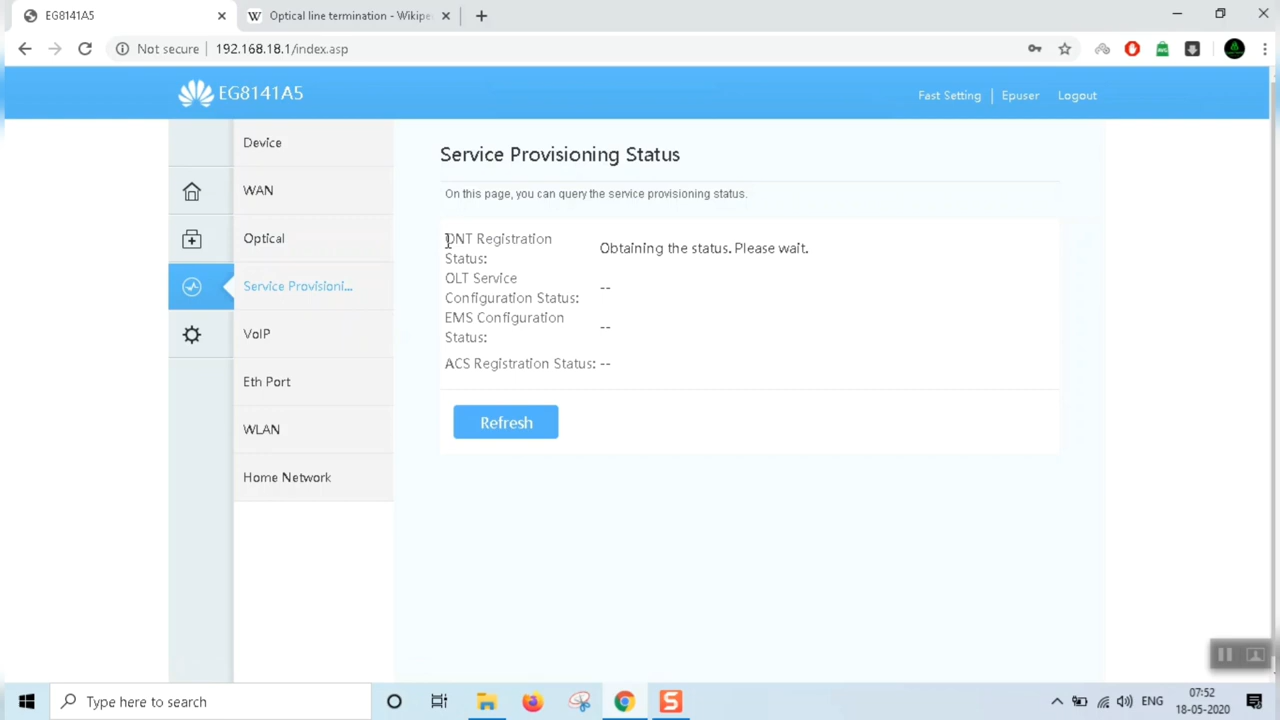 EG8141A5
Optical line termination - Wikipe
Not secure
192.168.18.1/index.asp
EG8141A5
Fast Setting
Epuser
Logout
Device
WAN
Optical
Service Provisioni...
VoIP
Eth Port
WLAN
Home Network
Service Provisioning Status
On this page, you can query the service provisioning status.
ONT Registration
Status:
Obtaining the status. Please wait.
OLT Service
Configuration Status:
--
EMS Configuration
Status:
--
ACS Registration Status: --
Refresh
Type here to search
ENG
07:52
18-05-2020